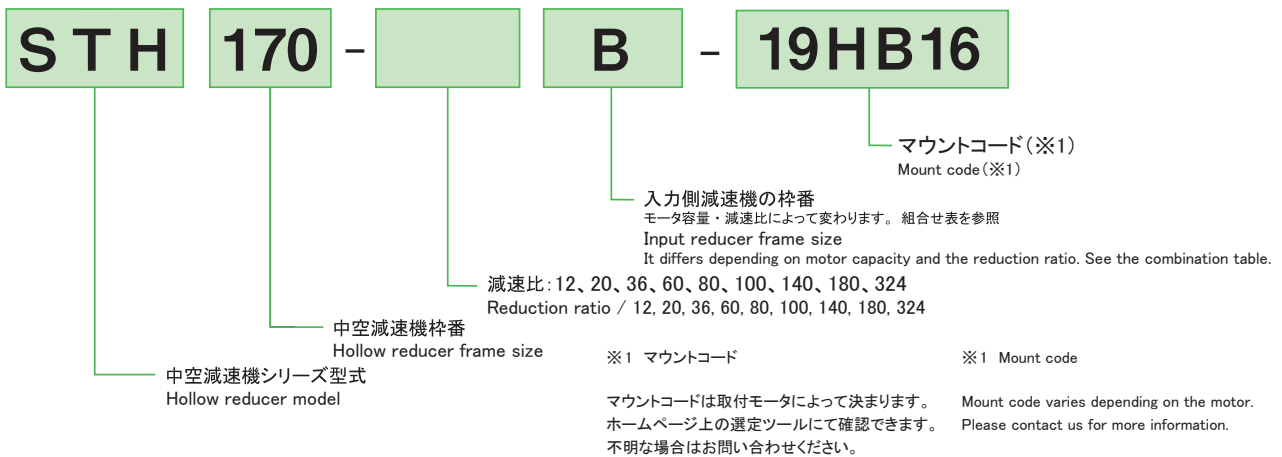 STH 170 - B - 19HB16
マウントコード(※1)
Mount code(※1)
入力側減速機の枠番
モータ容量・減速比によって変わります。 組合せ表を参照
Input reducer frame size
It differs depending on motor capacity and the reduction ratio. See the combination table.
減速比:12、20、36、60、80、100、140、180、324
Reduction ratio / 12, 20, 36, 60, 80, 100, 140, 180, 324
中空減速機枠番
Hollow reducer frame size
中空減速機シリーズ型式
Hollow reducer model
※1 マウントコード
マウントコードは取付モータによって決まります。
ホームページ上の選定ツールにて確認できます。
不明な場合はお問い合わせください。
※1 Mount code
Mount code varies depending on the motor.
Please contact us for more information.